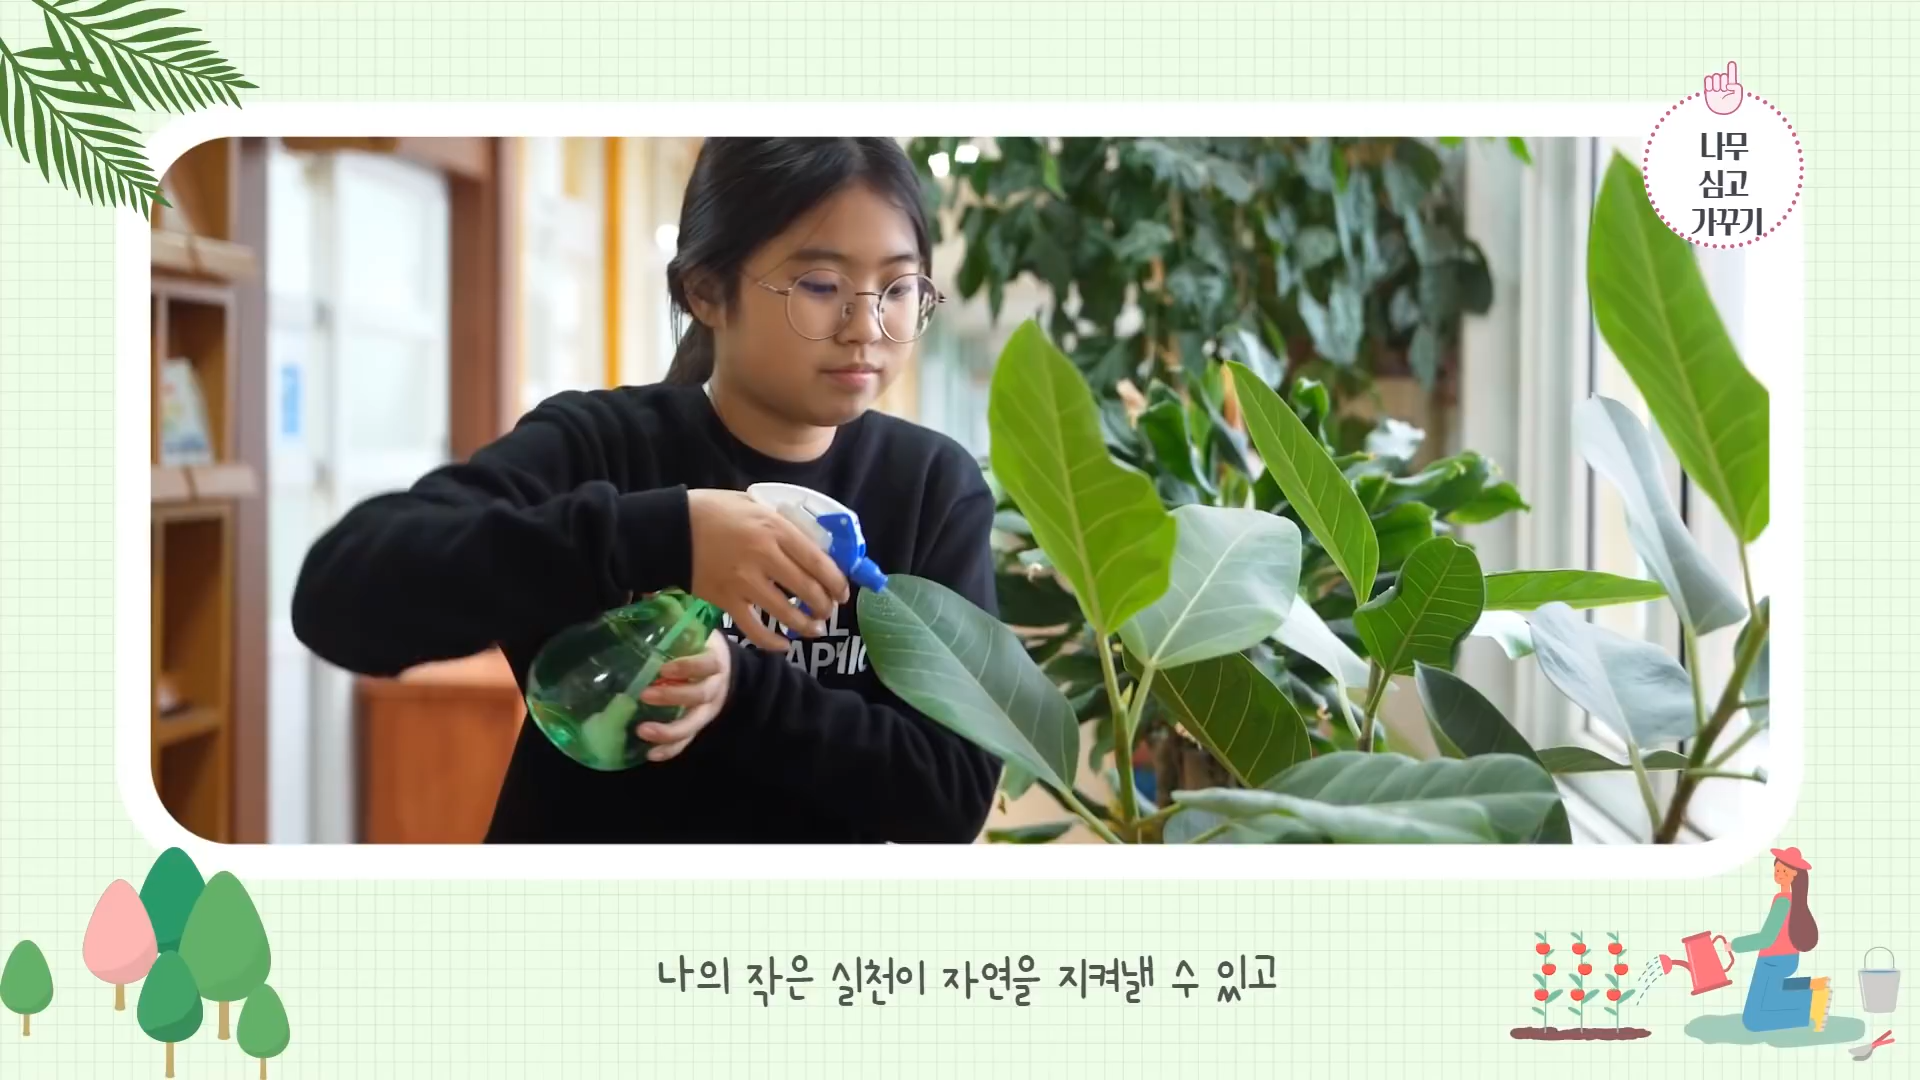 나무
심고
가꾸기
나의 작은 실천이 자연을 지켜낼 수 있고